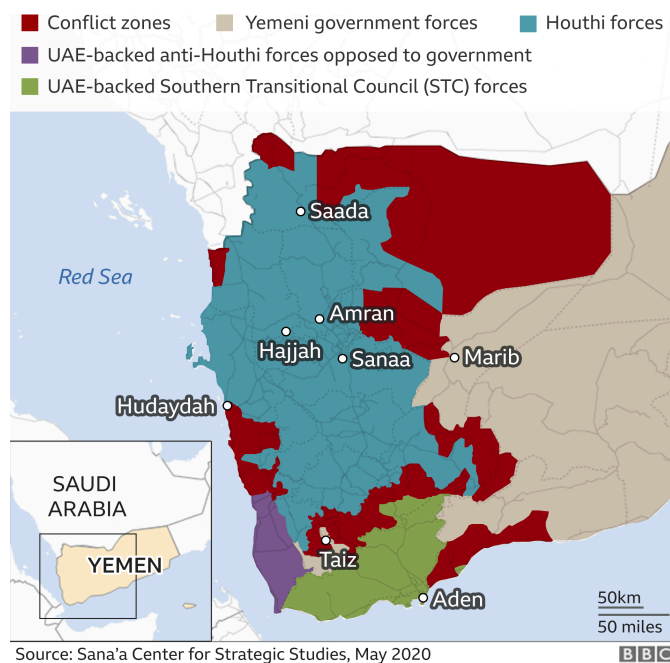 Conflict zones
Yemeni government forces
Houthi forces
UAE-backed anti-Houthi forces opposed to government
UAE-backed Southern Transitional Council (STC) forces
Saada
Red Sea
Amran
Hajjah
Sanaa
Marib
Hudaydah
SAUDI
ARABIA
YEMEN
Taiz
Aden
50km
50 miles
Source: Sana'a Center for Strategic Studies, May 2020
BBC